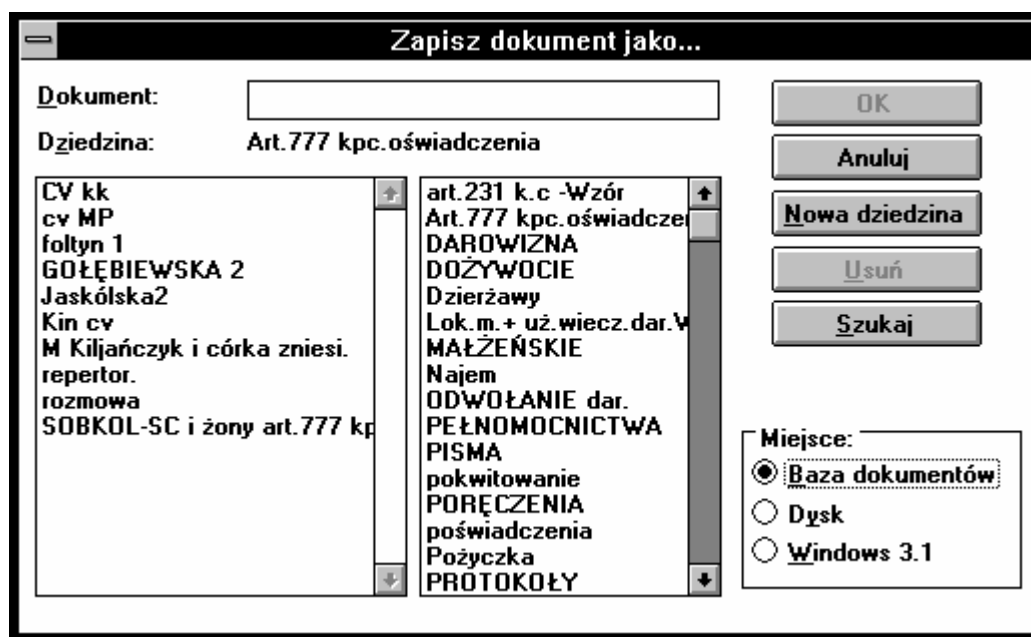 Zapisz dokument jako...
Dokument:
OK
Dziedzina: Art.777 kpc.oświadczenia
Anuluj
Nowa dziedzina
Usuń
Szukaj
CV kk
cv MP
foltyn 1
GOŁĘBIEWSKA 2
Jaskólska2
Kin cv
M Kiljańczyk i córka zniesi.
repertor.
rozmowa
SOBKOL-SC i żony art.777 kp
art.231 k.c -Wzór
Art.777 kpc.oświadczen
DAROWIZNA
DOŻYWOCIE
Dzierżawy
Lok.m.+ uż.wiecz.dar.W
MAŁŻEŃSKIE
Najem
ODWOŁANIE dar.
PEŁNOMOCNICTWA
PISMA
pokwitowanie
PORĘCZENIA
poświadczenia
Pożyczka
PROTOKOŁY
Miejsce:
Baza dokumentów
Dysk
Windows 3.1